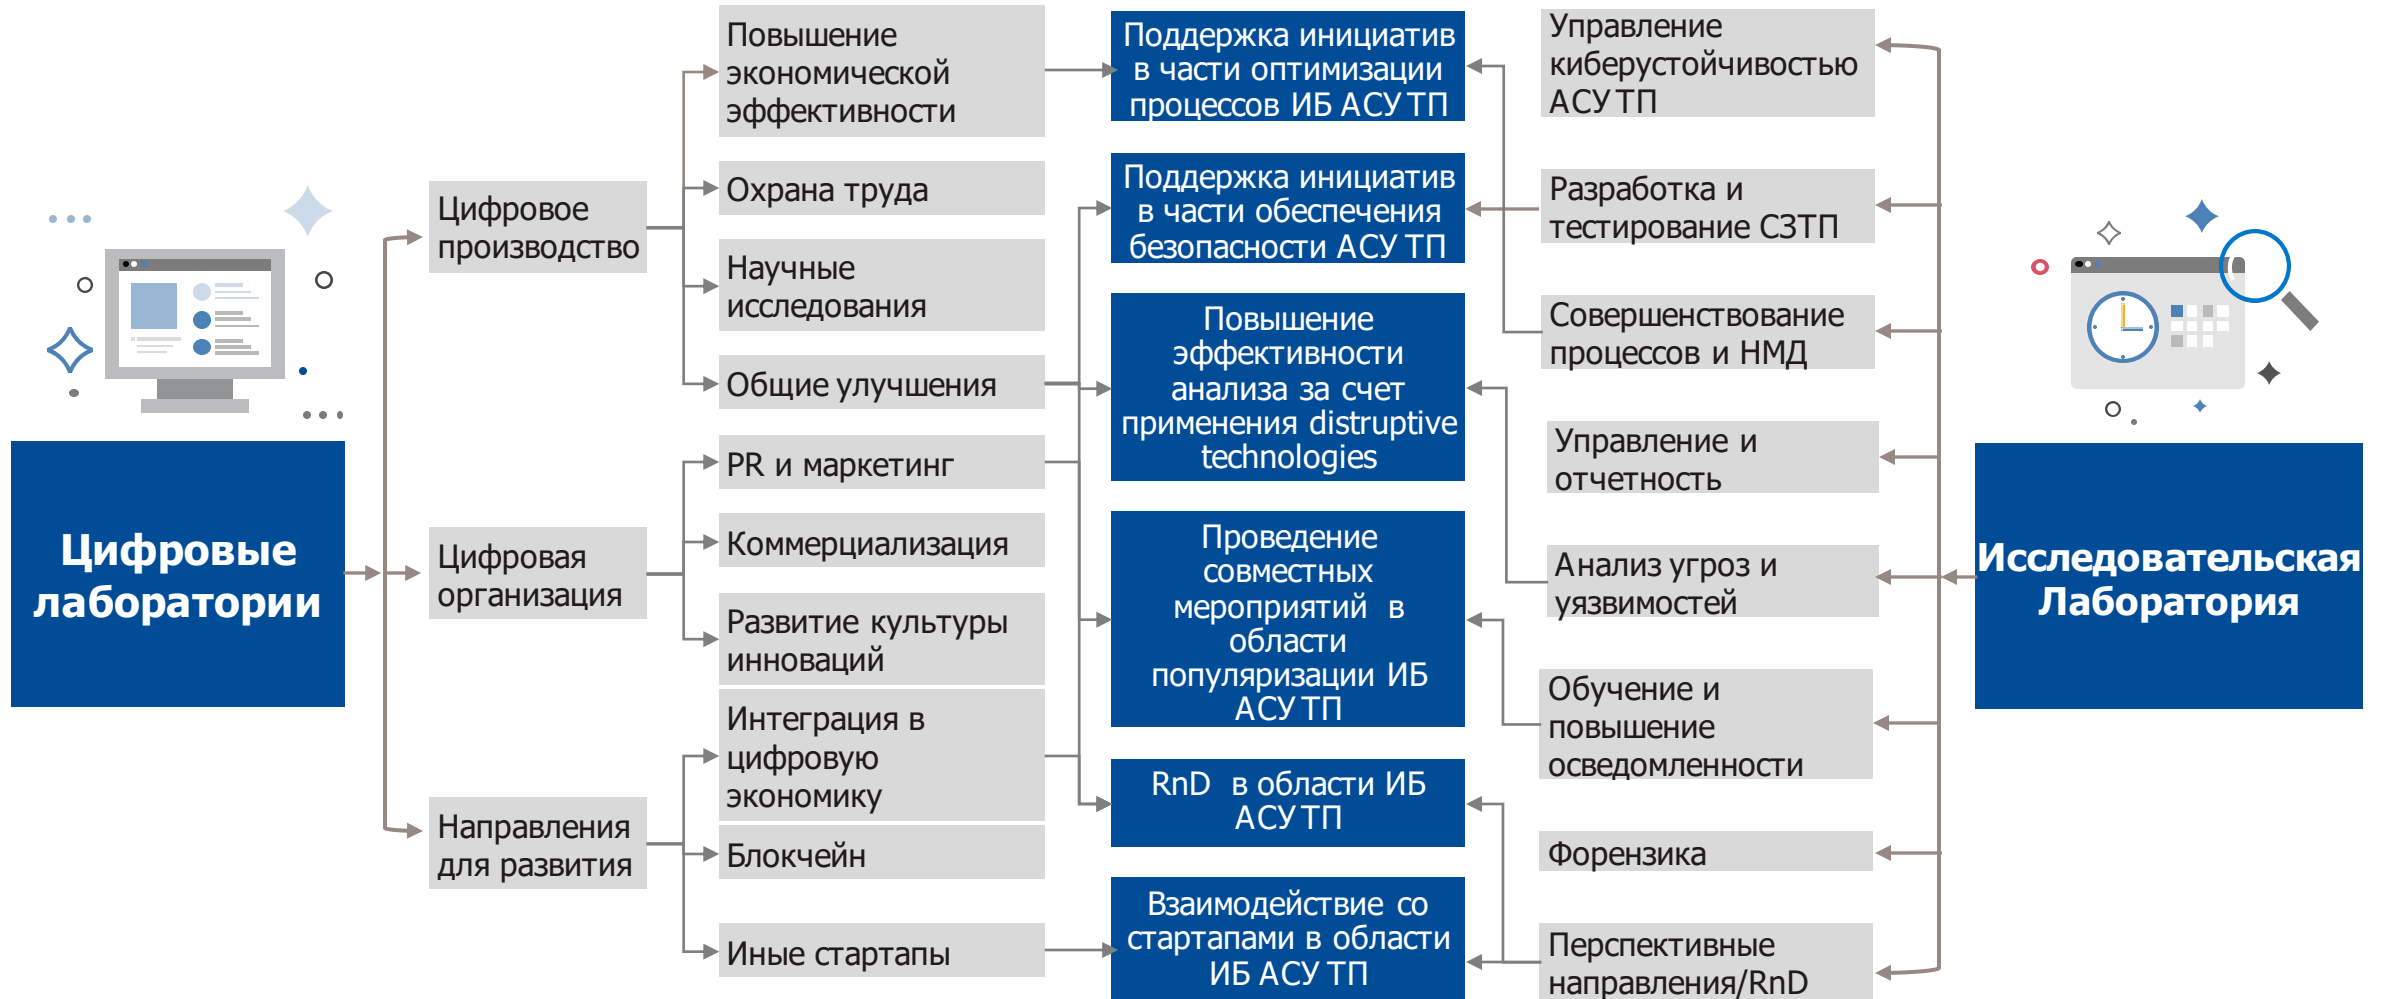 Цифровые
лаборатории
Цифровое
производство
Цифровая
организация
Направления
для развития
Повышение
экономической
эффективности
Охрана труда
Научные
исследования
Общие улучшения
PR и маркетинг
Коммерциализация
Развитие культуры
инноваций
Интеграция в
цифровую
экономику
Блокчейн
Иные стартапы
Поддержка инициатив
в части оптимизации
процессов ИБ АСУ ТП
Поддержка инициатив
в части обеспечения
безопасности АСУ ТП
Повышение
эффективности
анализа за счет
применения distruptive
technologies
Проведение
совместных
мероприятий в
области
популяризации ИБ
АСУ ТП
RnD в области ИБ
АСУ ТП
Взаимодействие со
стартапами в области
ИБ АСУ ТП
Управление
киберустойчивостью
АСУ ТП
Разработка и
тестирование СЗТП
Совершенствование
процессов и НМД
Управление и
отчетность
Анализ угроз и
уязвимостей
Обучение и
повышение
осведомленности
Форензика
Перспективные
направления/RnD
Исследовательская
Лаборатория